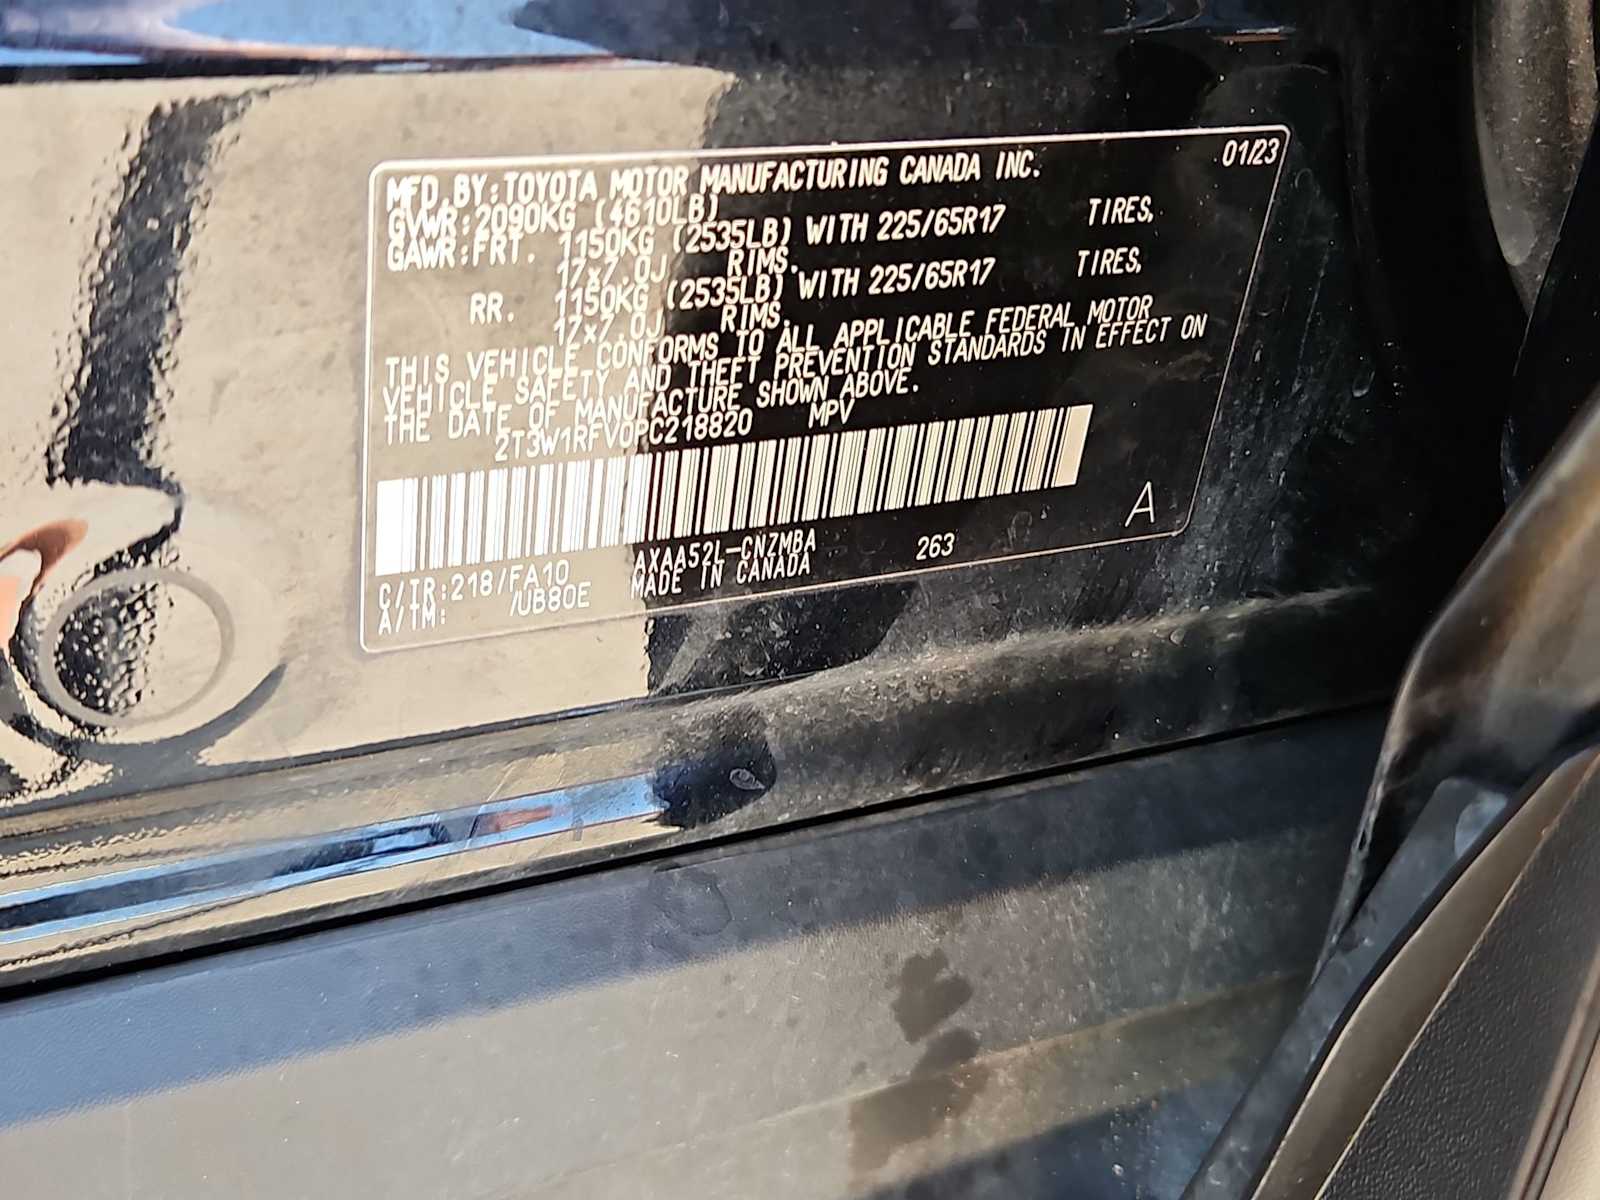 MFD.BY:TOYOTA MOTOR MANUFACTURING CANADA INC. 01/23
GVWR:2090KG (4610LB)
GAWR:FRT. 1150KG (2535LB) WITH 225/65R17 TIRES,
17x7.0J RIMS.
RR. 1150KG (2535LB) WITH 225/65R17 TIRES,
17x7.0J RIMS.
THIS VEHICLE CONFORMS TO ALL APPLICABLE FEDERAL MOTOR
VEHICLE SAFETY AND THEFT PREVENTION STANDARDS IN EFFECT ON
THE DATE OF MANUFACTURE SHOWN ABOVE.
2T3W1RFV0PC218820 MPV
A
C/TR:218/FA10 AXAA52L-CNZMBA 263
A/TM: /UB80E MADE IN CANADA